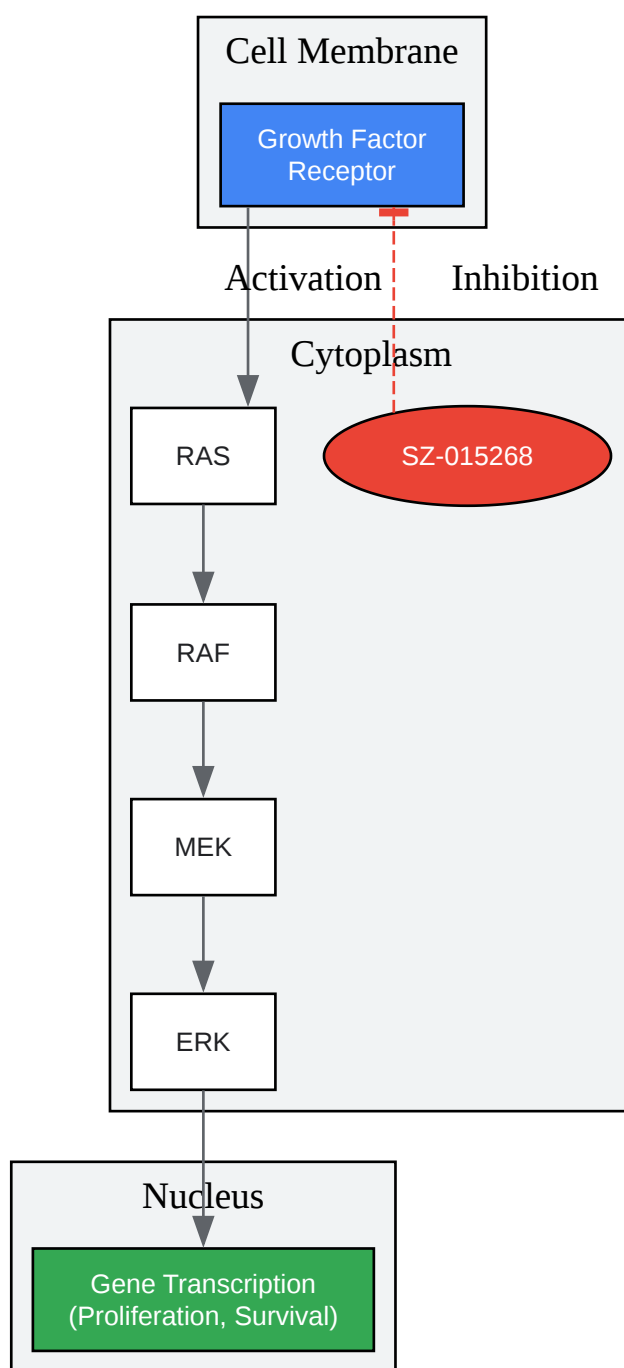 Cell Membrane
Growth Factor
Receptor
Activation
Inhibition
Cytoplasm
RAS
SZ-015268
RAF
MEK
ERK
Nucleus
Gene Transcription
(Proliferation, Survival)